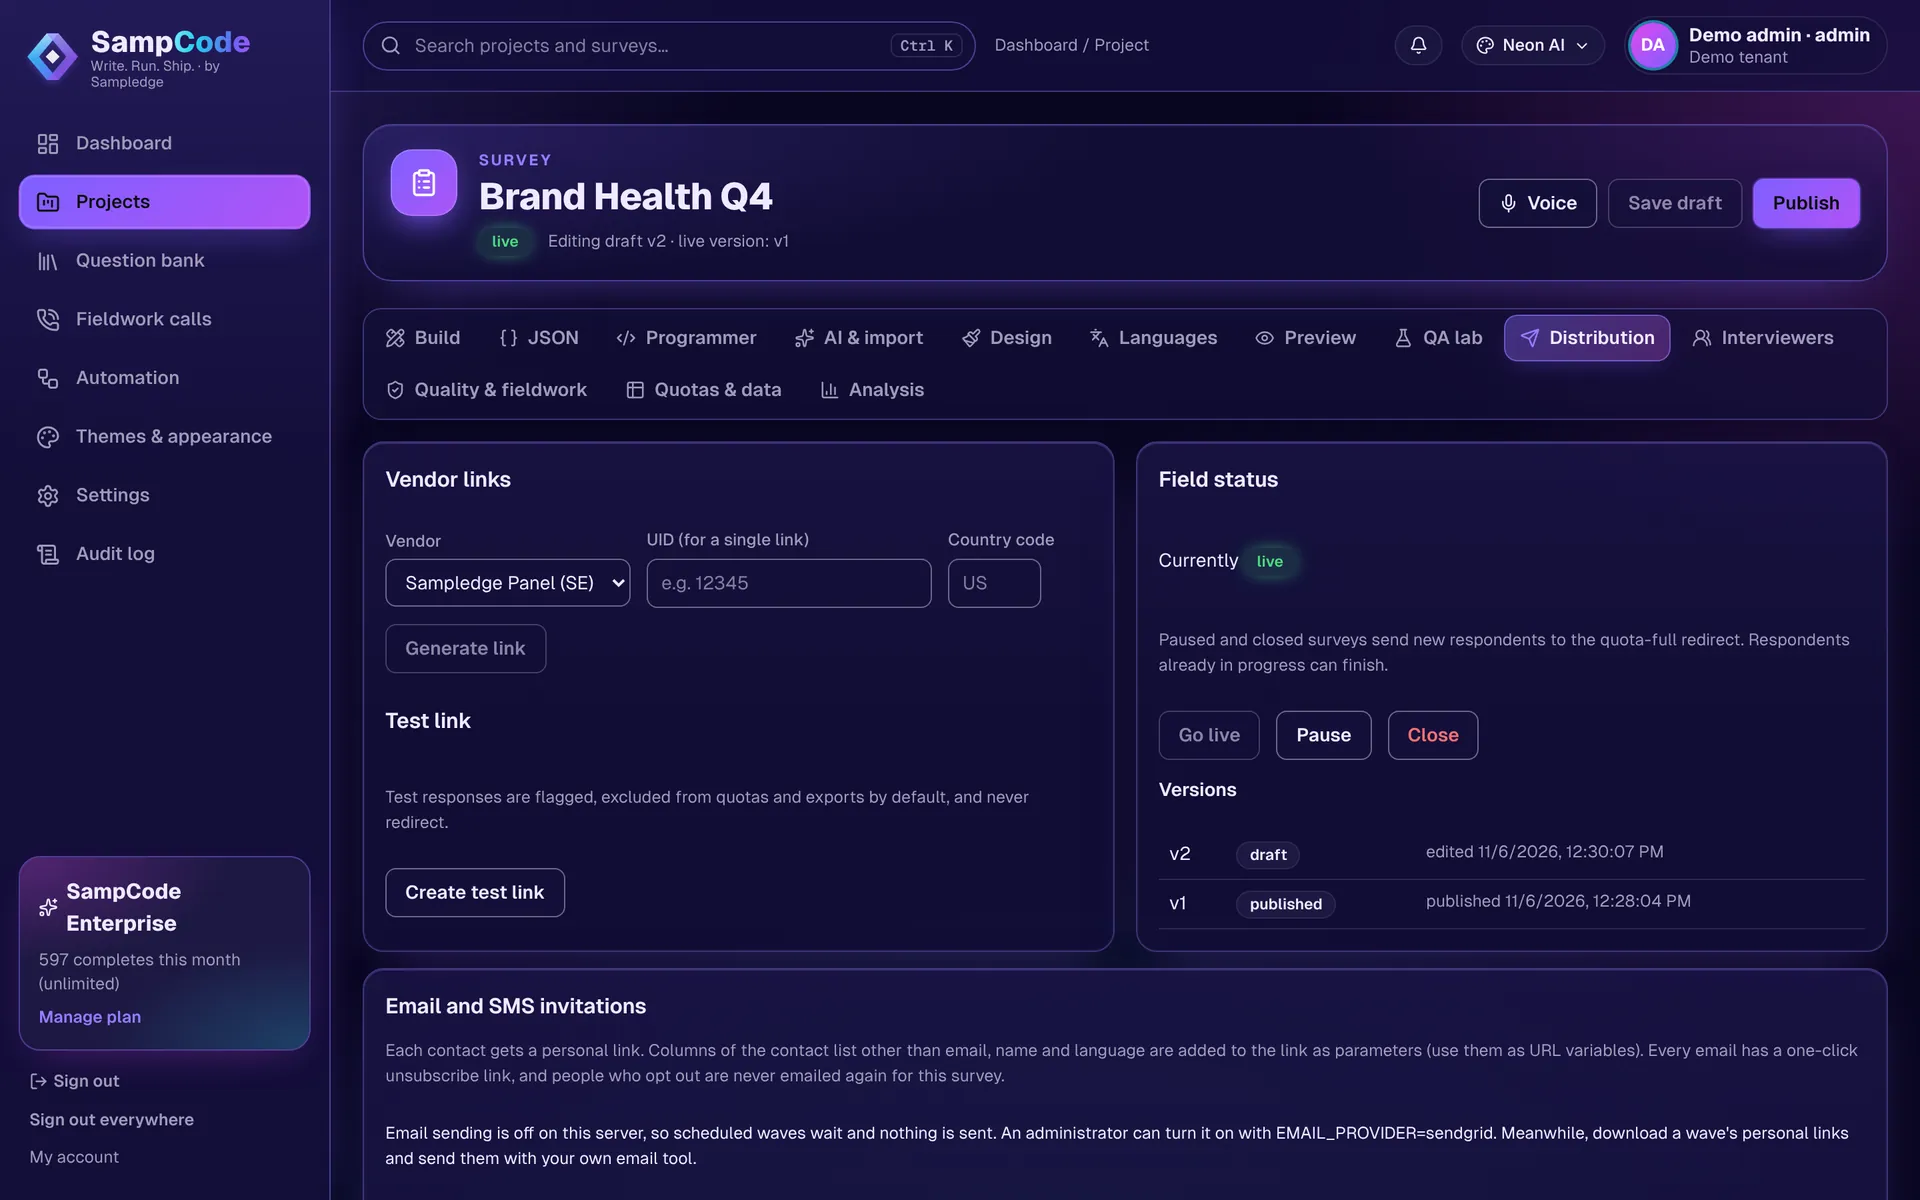 SampCode
Write. Run. Ship. · by
Sampledge
Search projects and surveys...
Ctrl K
Dashboard / Project
Neon AI
DA
Demo admin · admin
Demo tenant
Dashboard
Projects
Question bank
Fieldwork calls
Automation
Themes & appearance
Settings
Audit log
SampCode
Enterprise
597 completes this month
(unlimited)
Manage plan
Sign out
Sign out everywhere
My account
SURVEY
Brand Health Q4
live
Editing draft v2 · live version: v1
Voice
Save draft
Publish
Build
JSON
Programmer
AI & import
Design
Languages
Preview
QA lab
Distribution
Interviewers
Quality & fieldwork
Quotas & data
Analysis
Vendor links
Vendor
UID (for a single link)
Country code
Sampledge Panel (SE)
e.g. 12345
US
Generate link
Test link
Test responses are flagged, excluded from quotas and exports by default, and never
redirect.
Create test link
Field status
Currently live
Paused and closed surveys send new respondents to the quota-full redirect. Respondents
already in progress can finish.
Go live
Pause
Close
Versions
v2 draft edited 11/6/2026, 12:30:07 PM
v1 published published 11/6/2026, 12:28:04 PM
Email and SMS invitations
Each contact gets a personal link. Columns of the contact list other than email, name and language are added to the link as parameters (use them as URL variables). Every email has a one-click
unsubscribe link, and people who opt out are never emailed again for this survey.
Email sending is off on this server, so scheduled waves wait and nothing is sent. An administrator can turn it on with EMAIL_PROVIDER=sendgrid. Meanwhile, download a wave's personal links
and send them with your own email tool.